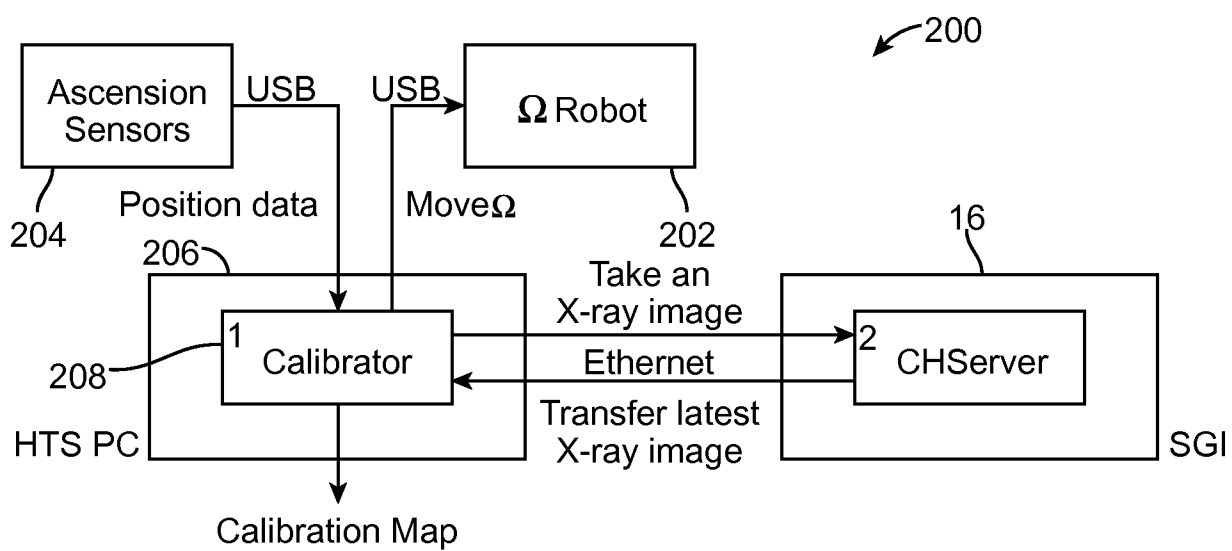 200
Ascension
Sensors
USB
USB
Ω Robot
204
Position data
MoveΩ
202
206
16
Take an
X-ray image
1
Calibrator
2
CHServer
208
Ethernet
HTS PC
Transfer latest
X-ray image
SGI
Calibration Map